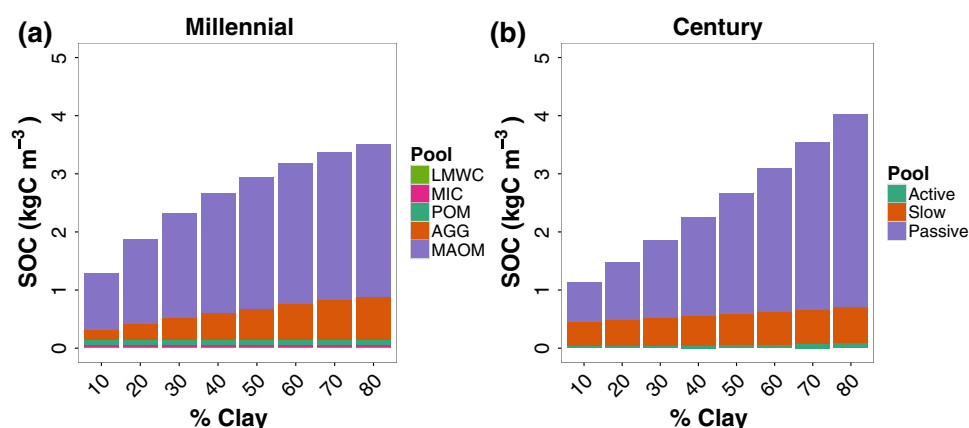 (a)
Millennial
SOC (kgC m⁻³)
5
4
3
2
1
0
10 20 30 40 50 60 70 80
% Clay
Pool
LMWC
MIC
POM
AGG
MAOM
(b)
Century
SOC (kgC m⁻³)
5
4
3
2
1
0
10 20 30 40 50 60 70 80
% Clay
Pool
Active
Slow
Passive